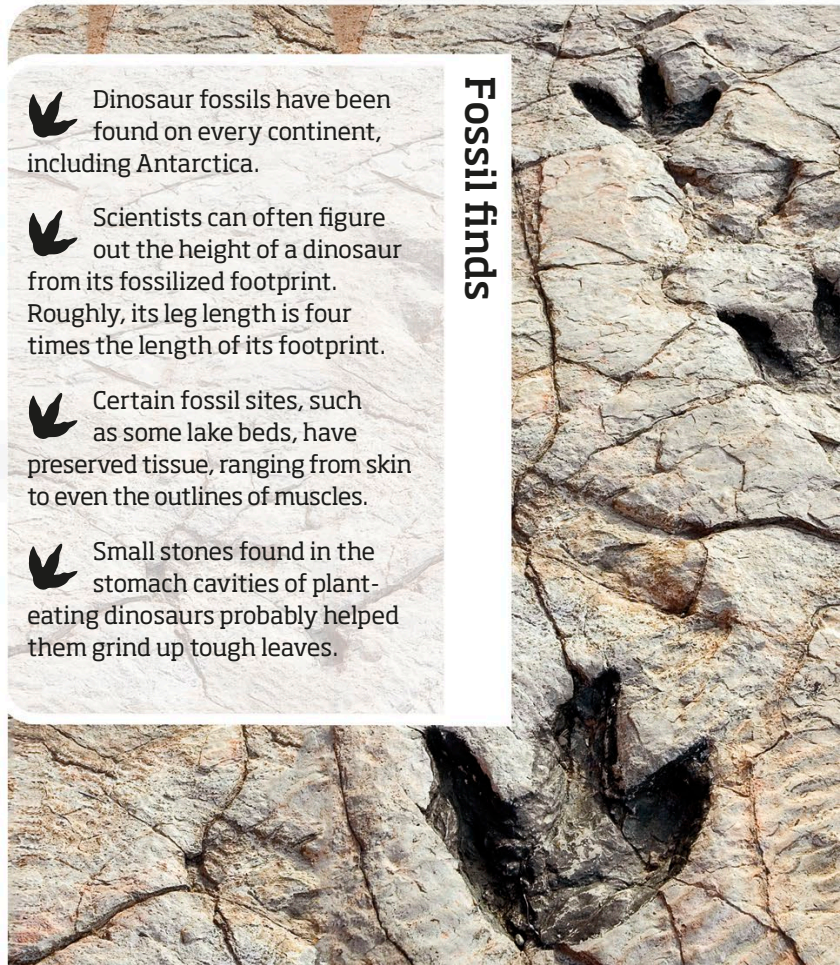 Fossil finds
Dinosaur fossils have been
found on every continent,
including Antarctica.
Scientists can often figure
out the height of a dinosaur
from its fossilized footprint.
Roughly, its leg length is four
times the length of its footprint.
Certain fossil sites, such
as some lake beds, have
preserved tissue, ranging from skin
to even the outlines of muscles.
Small stones found in the
stomach cavities of plant-
eating dinosaurs probably helped
them grind up tough leaves.